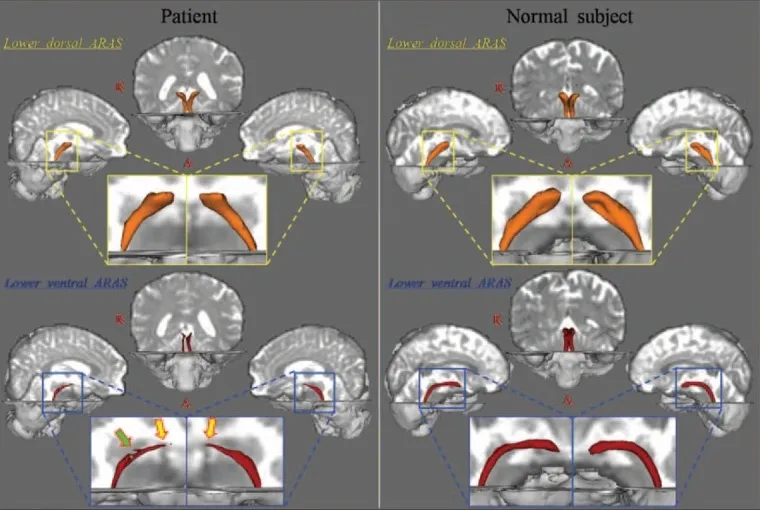 Patient
Normal subject
Lower dorsal ARAS
Lower dorsal ARAS
R
R
A
A
Lower ventral ARAS
Lower ventral ARAS
R
R
A
A